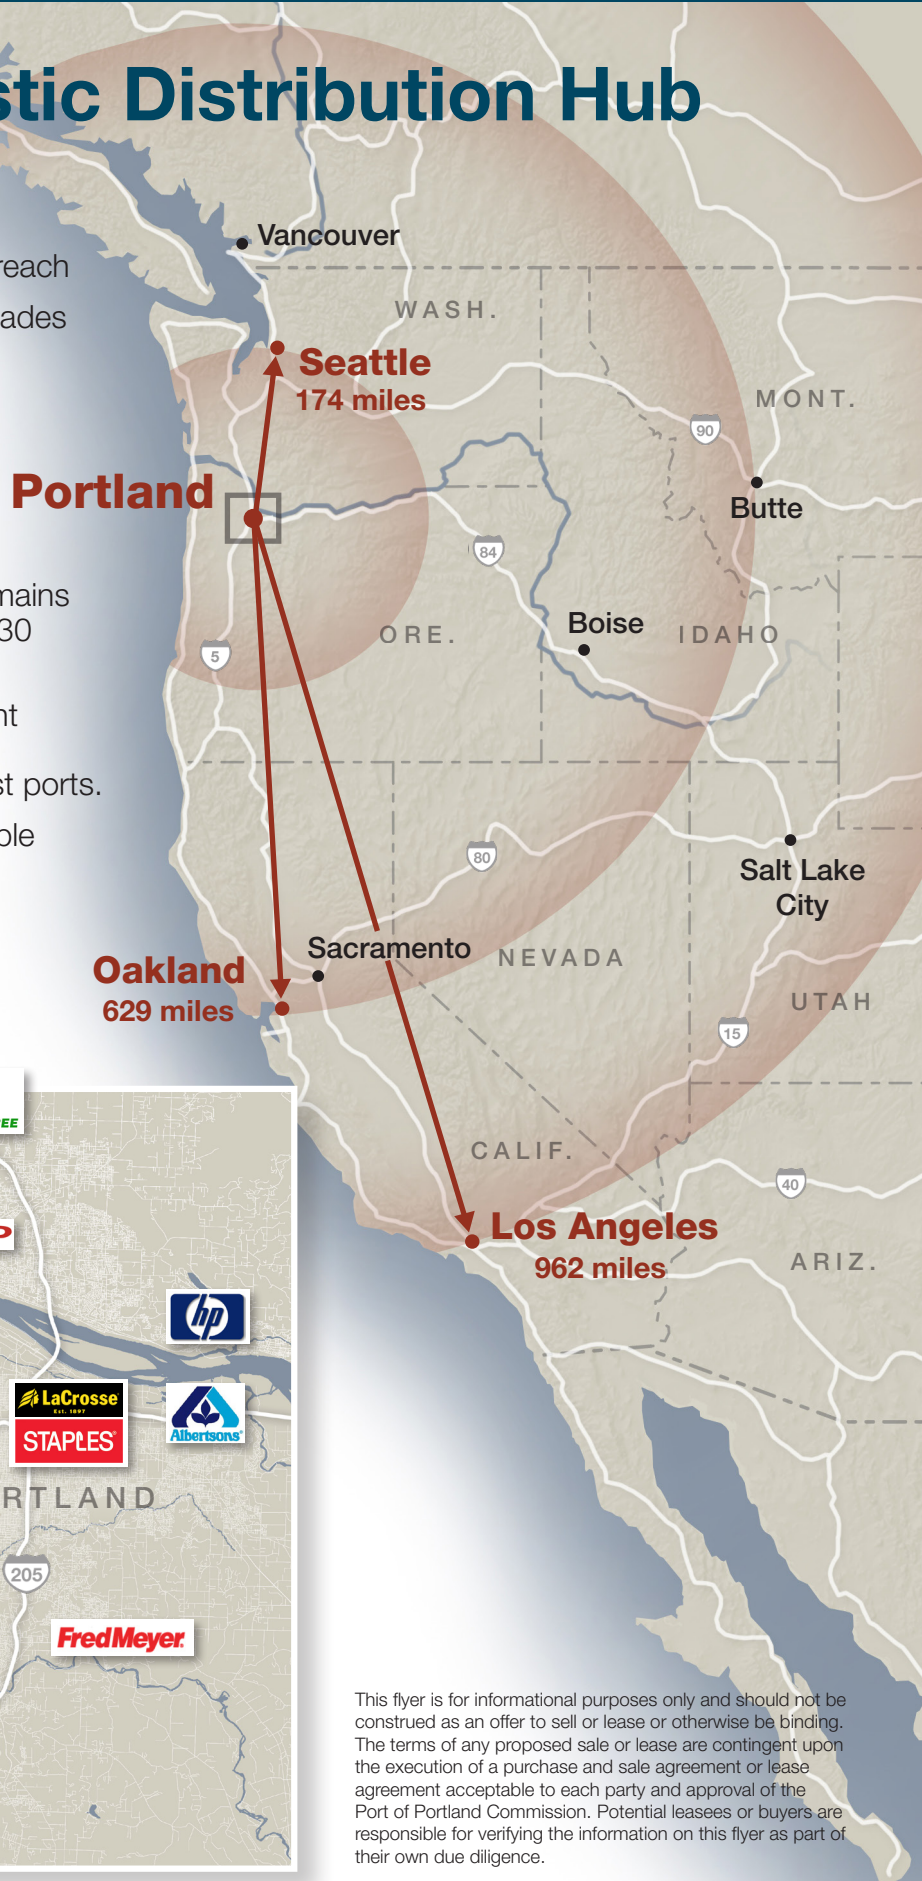 stic Distribution Hub
Vancouver
reach
ades
WASH.
Seattle
174 miles
MONT.
90
Portland
Butte
84
mains
30
Boise
ORE.
IDAHO
5
nt
st ports.
ple
80
Salt Lake
City
Sacramento
NEVADA
Oakland
629 miles
UTAH
15
EE
CALIF.
40
Los Angeles
962 miles
ARIZ.
hp
LaCrosse
Est. 1897
STAPLES
Albertsons
RTLAND
205
FredMeyer
This flyer is for informational purposes only and should not be
construed as an offer to sell or lease or otherwise be binding.
The terms of any proposed sale or lease are contingent upon
the execution of a purchase and sale agreement or lease
agreement acceptable to each party and approval of the
Port of Portland Commission. Potential leasees or buyers are
responsible for verifying the information on this flyer as part of
their own due diligence.